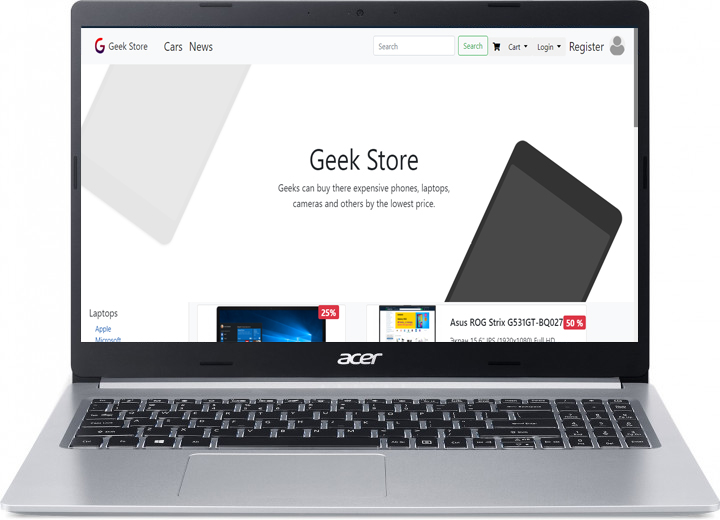 Geek Store Cars News Search Search Cart Login Register
Geek Store
Geeks can buy there expensive phones, laptops,
cameras and others by the lowest price.
Laptops
Apple
Microsoft
25%
Asus ROG Strix G531GT-BQ027
50 %
Экран 15.6" IPS (1920x1080) Full HD
acer